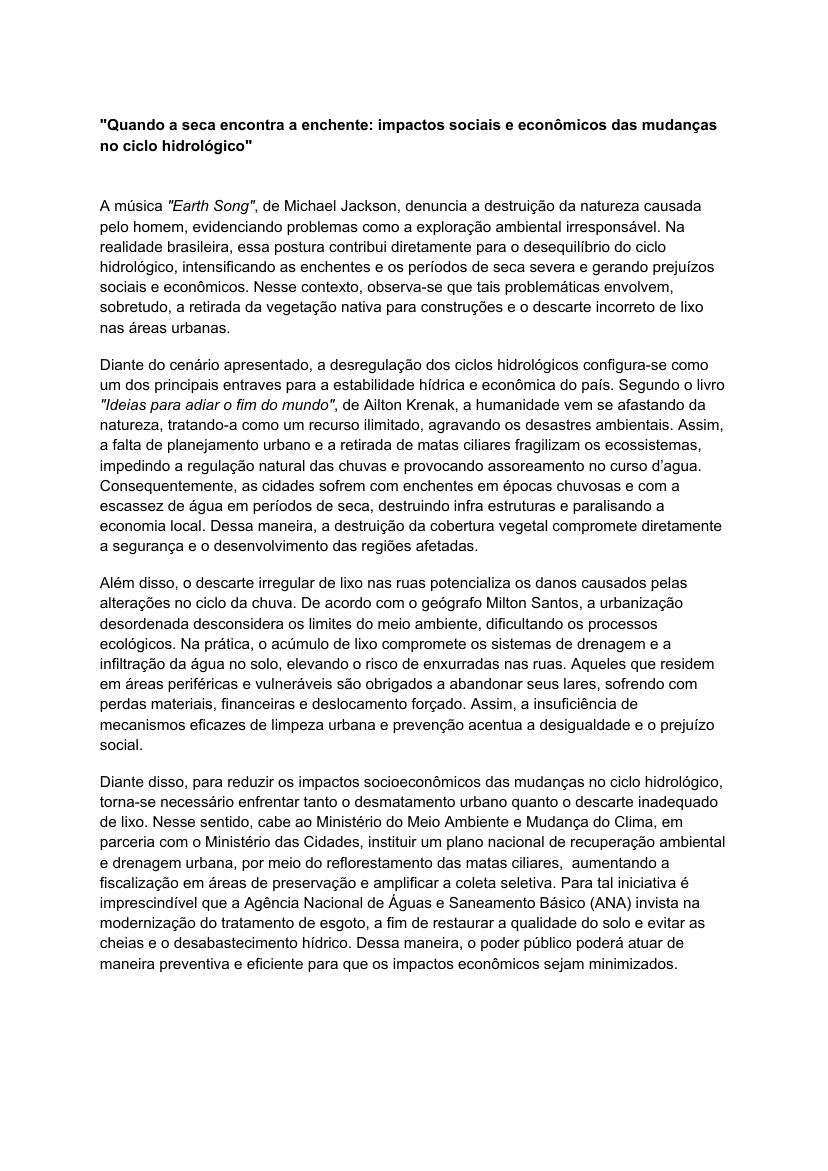 "Quando a seca encontra a enchente: impactos sociais e econômicos das mudanças
no ciclo hidrológico"
A música "Earth Song", de Michael Jackson, denuncia a destruição da natureza causada
pelo homem, evidenciando problemas como a exploração ambiental irresponsável. Na
realidade brasileira, essa postura contribui diretamente para o desequilíbrio do ciclo
hidrológico, intensificando as enchentes e os períodos de seca severa e gerando prejuízos
sociais e econômicos. Nesse contexto, observa-se que tais problemáticas envolvem,
sobretudo, a retirada da vegetação nativa para construções e o descarte incorreto de lixo
nas áreas urbanas.
Diante do cenário apresentado, a desregulação dos ciclos hidrológicos configura-se como
um dos principais entraves para a estabilidade hídrica e econômica do país. Segundo o livro
"Ideias para adiar o fim do mundo", de Ailton Krenak, a humanidade vem se afastando da
natureza, tratando-a como um recurso ilimitado, agravando os desastres ambientais. Assim,
a falta de planejamento urbano e a retirada de matas ciliares fragilizam os ecossistemas,
impedindo a regulação natural das chuvas e provocando assoreamento no curso d’agua.
Consequentemente, as cidades sofrem com enchentes em épocas chuvosas e com a
escassez de água em períodos de seca, destruindo infra estruturas e paralisando a
economia local. Dessa maneira, a destruição da cobertura vegetal compromete diretamente
a segurança e o desenvolvimento das regiões afetadas.
Além disso, o descarte irregular de lixo nas ruas potencializa os danos causados pelas
alterações no ciclo da chuva. De acordo com o geógrafo Milton Santos, a urbanização
desordenada desconsidera os limites do meio ambiente, dificultando os processos
ecológicos. Na prática, o acúmulo de lixo compromete os sistemas de drenagem e a
infiltração da água no solo, elevando o risco de enxurradas nas ruas. Aqueles que residem
em áreas periféricas e vulneráveis são obrigados a abandonar seus lares, sofrendo com
perdas materiais, financeiras e deslocamento forçado. Assim, a insuficiência de
mecanismos eficazes de limpeza urbana e prevenção acentua a desigualdade e o prejuízo
social.
Diante disso, para reduzir os impactos socioeconômicos das mudanças no ciclo hidrológico,
torna-se necessário enfrentar tanto o desmatamento urbano quanto o descarte inadequado
de lixo. Nesse sentido, cabe ao Ministério do Meio Ambiente e Mudança do Clima, em
parceria com o Ministério das Cidades, instituir um plano nacional de recuperação ambiental
e drenagem urbana, por meio do reflorestamento das matas ciliares,  aumentando a
fiscalização em áreas de preservação e amplificar a coleta seletiva. Para tal iniciativa é
imprescindível que a Agência Nacional de Águas e Saneamento Básico (ANA) invista na
modernização do tratamento de esgoto, a fim de restaurar a qualidade do solo e evitar as
cheias e o desabastecimento hídrico. Dessa maneira, o poder público poderá atuar de
maneira preventiva e eficiente para que os impactos econômicos sejam minimizados.